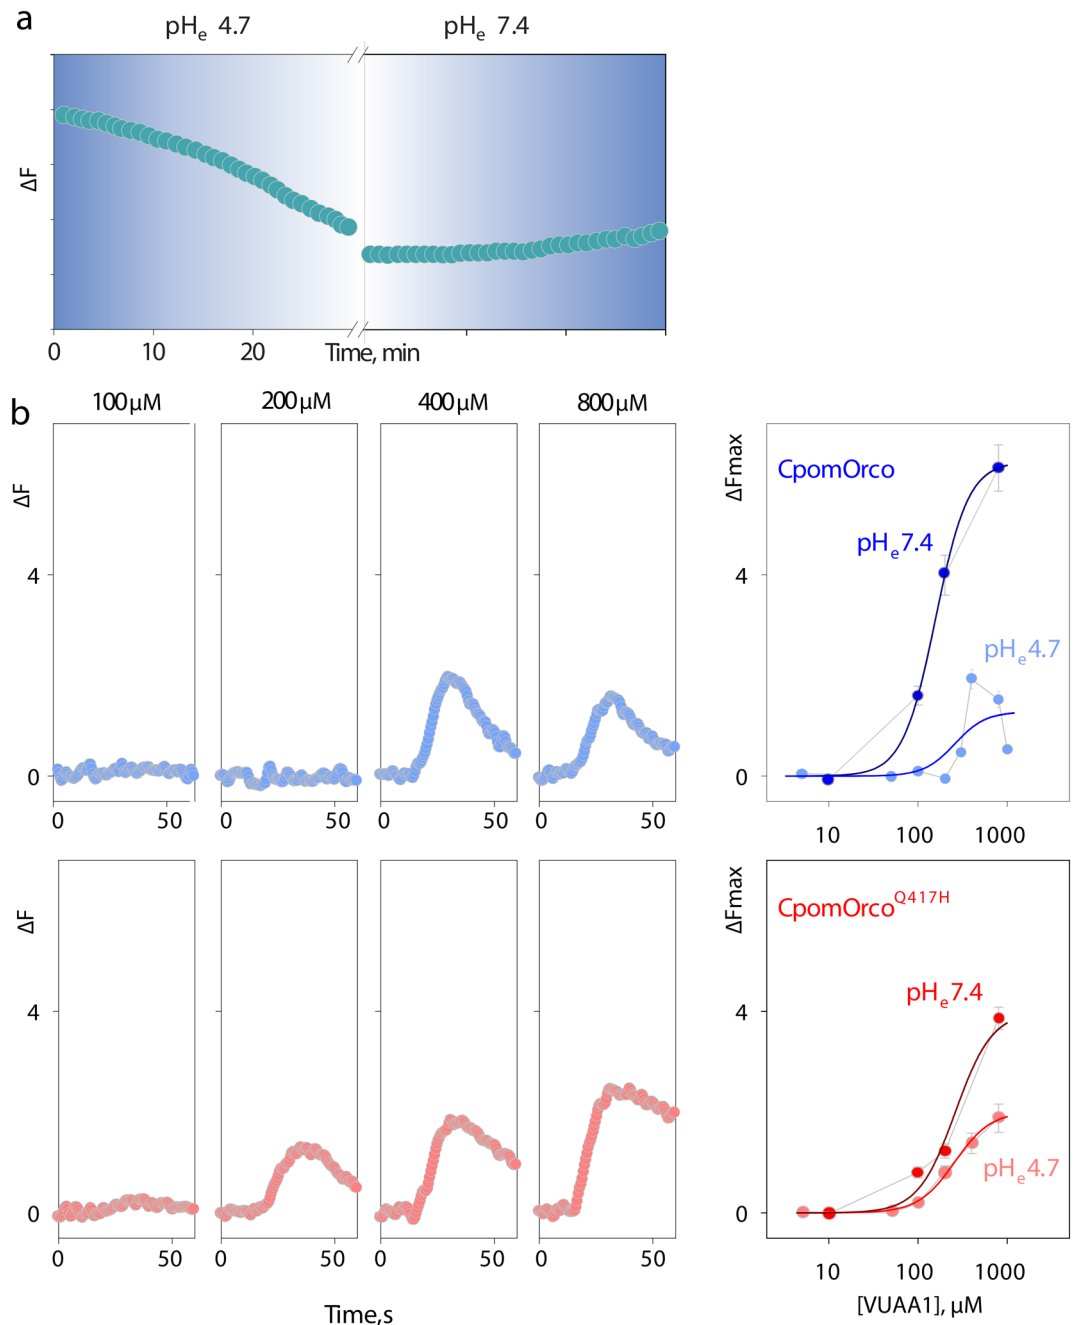 a
pHe 4.7
pHe 7.4
ΔF
0
10
20
Time, min
b
100µM
200µM
400µM
800µM
ΔF
4
0
0
50
0
50
0
50
0
50
ΔFmax
CpomOrco
pHe7.4
pHe4.7
4
0
10
100
1000
ΔF
4
0
0
50
0
50
0
50
0
50
Time,s
ΔFmax
CpomOrcoQ417H
pHe7.4
pHe4.7
4
0
10
100
1000
[VUAA1], µM